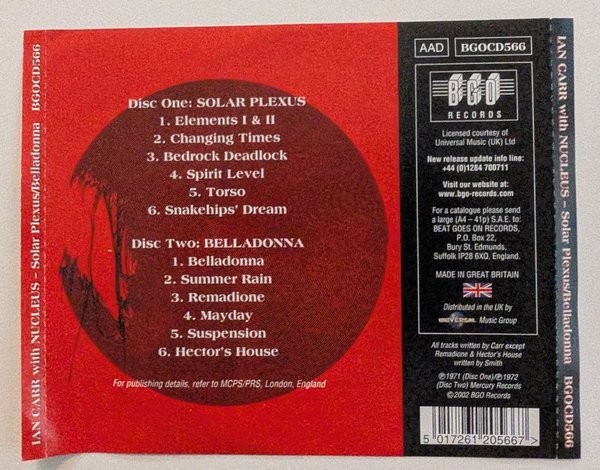 IAN CARR with NUCLEUS – Solar Plexus/Belladonna BGOCD566
Disc One: SOLAR PLEXUS
1. Elements I & II
2. Changing Times
3. Bedrock Deadlock
4. Spirit Level
5. Torso
6. Snakehips' Dream
Disc Two: BELLADONNA
1. Belladonna
2. Summer Rain
3. Remadione
4. Mayday
5. Suspension
6. Hector's House
For publishing details, refer to MCPS/PRS, London, England
AAD BGOCD566
BGO
RECORDS
Licensed courtesy of
Universal Music (UK) Ltd
New release update info line:
+44 (0)1284 700711
Visit our website at:
www.bgo-records.com
For a catalogue please send
a large (A4 – 41p) S.A.E. to:
BEAT GOES ON RECORDS,
P.O. Box 22,
Bury St. Edmunds,
Suffolk IP28 6XQ, England.
MADE IN GREAT BRITAIN
Distributed in the UK by
UNIVERSAL Music Group
All tracks written by Carr except
Remadione & Hector's House
written by Smith
℗1971 (Disc One)/℗1972
(Disc Two) Mercury Records
©2002 BGO Records
5 017261 205667 >
IAN CARR with NUCLEUS – Solar Plexus/Belladonna BGOCD566